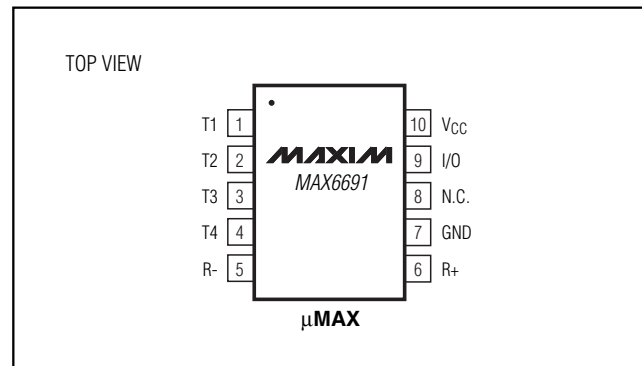 TOP VIEW
T1 1 10 VCC
T2 2 MAXIM 9 I/O
T3 3 MAX6691 8 N.C.
T4 4 7 GND
R- 5 6 R+
μMAX